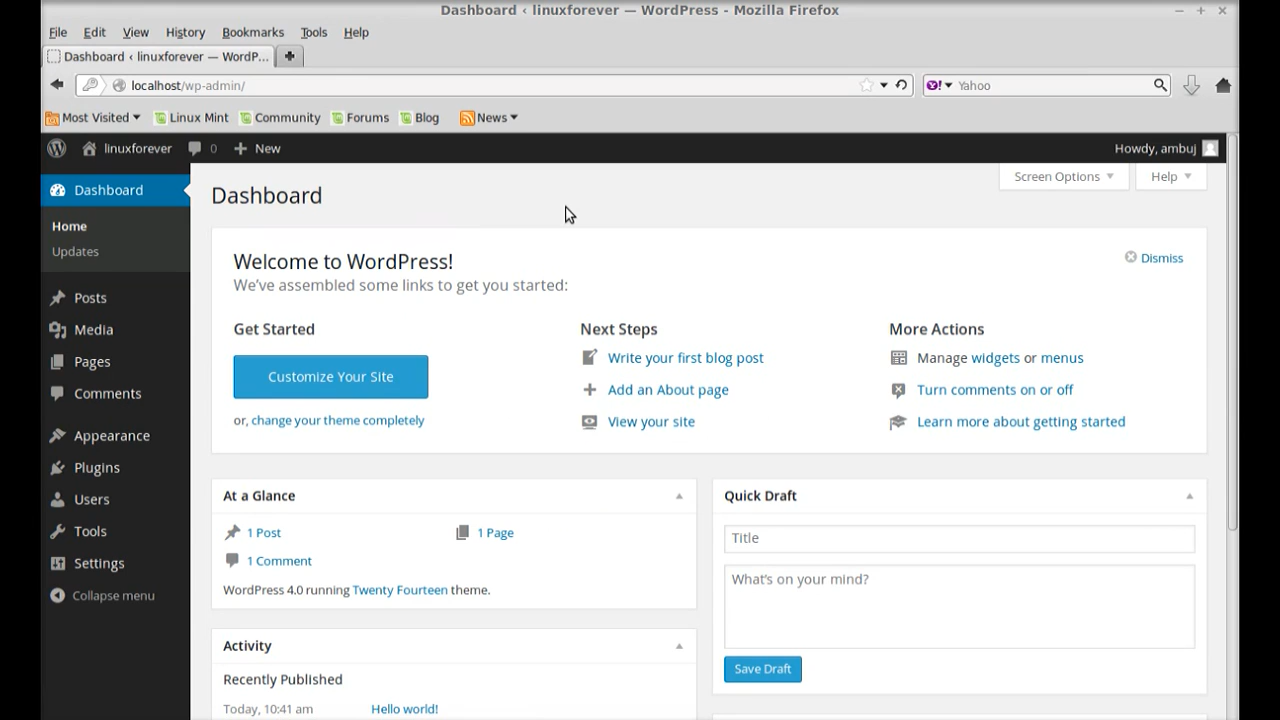 Dashboard ‹ linuxforever — WordPress - Mozilla Firefox
File Edit View History Bookmarks Tools Help
Dashboard ‹ linuxforever — WordP...
localhost/wp-admin/ Yahoo
Most Visited Linux Mint Community Forums Blog News
linuxforever 0 New Howdy, ambuj
Dashboard
Home
Updates
Posts
Media
Pages
Comments
Appearance
Plugins
Users
Tools
Settings
Collapse menu
Screen Options Help
Dashboard
Welcome to WordPress!
Dismiss
We've assembled some links to get you started:
Get Started
Customize Your Site
or, change your theme completely
Next Steps
Write your first blog post
Add an About page
View your site
More Actions
Manage widgets or menus
Turn comments on or off
Learn more about getting started
At a Glance
1 Post 1 Page
1 Comment
WordPress 4.0 running Twenty Fourteen theme.
Activity
Recently Published
Today, 10:41 am Hello world!
Quick Draft
Title
What's on your mind?
Save Draft